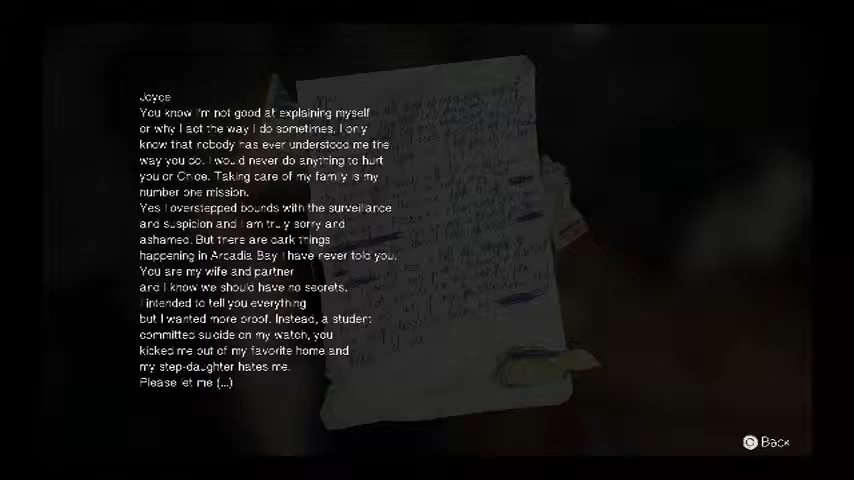 Joyce
You know I'm not good at explaining myself
or why I act the way I do sometimes. I only
know that nobody has ever understood me the
way you do. I would never do anything to hurt
you or Chloe. Taking care of my family is my
number one mission.
Yes I overstepped bounds with the surveillance
and suspicion and I am truly sorry and
ashamed. But there are dark things
happening in Arcadia Bay I have never told you.
You are my wife and partner
and I know we should have no secrets.
I intended to tell you everything
but I wanted more proof. Instead, a student
committed suicide on my watch, you
kicked me out of my favorite home and
my step-daughter hates me.
Please let me (...)
Back